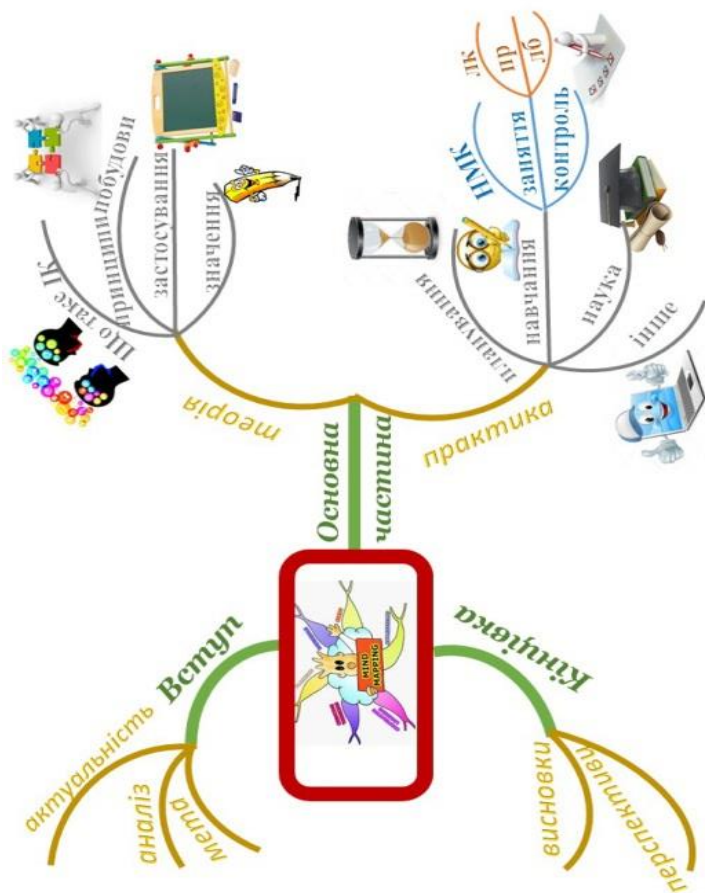 Вступ
актуальність
аналіз
мета
Основна
частина
теорія
Що таке ІК
принципи побудови
застосування
значення
практика
планування
навчання
НМК
заняття
лк
пр
лб
контроль
наука
інше
Кінцівка
висновки
перспективи
MIND
MAPPING